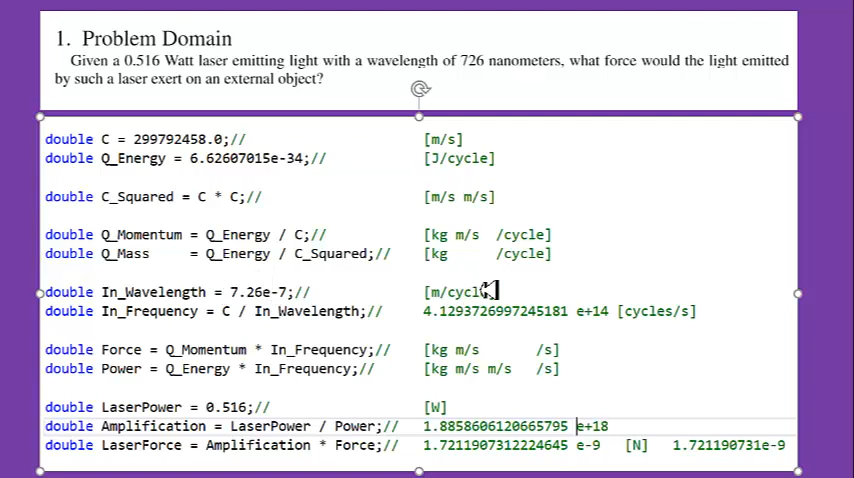 1. Problem Domain
Given a 0.516 Watt laser emitting light with a wavelength of 726 nanometers, what force would the light emitted
by such a laser exert on an external object?
double C = 299792458.0;// [m/s]
double Q_Energy = 6.62607015e-34;// [J/cycle]
double C_Squared = C * C;// [m/s m/s]
double Q_Momentum = Q_Energy / C;// [kg m/s /cycle]
double Q_Mass = Q_Energy / C_Squared;// [kg /cycle]
double In_Wavelength = 7.26e-7;// [m/cycle]
double In_Frequency = C / In_Wavelength;// 4.1293726997245181 e+14 [cycles/s]
double Force = Q_Momentum * In_Frequency;// [kg m/s /s]
double Power = Q_Energy * In_Frequency;// [kg m/s m/s /s]
double LaserPower = 0.516;// [W]
double Amplification = LaserPower / Power;// 1.8858606120665795 e+18
double LaserForce = Amplification * Force;// 1.7211907312224645 e-9 [N] 1.721190731e-9